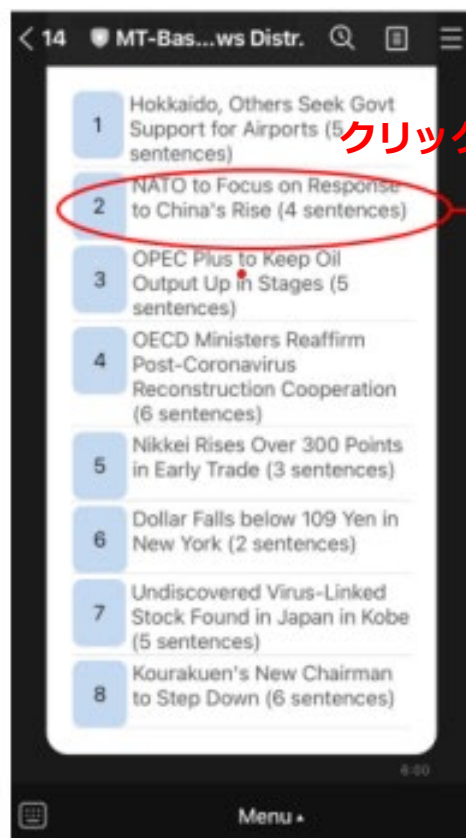 14 MT-Bas...ws Distr.
1 Hokkaido, Others Seek Govt
Support for Airports (5
sentences)
クリック
2 NATO to Focus on Response
to China's Rise (4 sentences)
3 OPEC Plus to Keep Oil
Output Up in Stages (5
sentences)
4 OECD Ministers Reaffirm
Post-Coronavirus
Reconstruction Cooperation
(6 sentences)
5 Nikkei Rises Over 300 Points
in Early Trade (3 sentences)
6 Dollar Falls below 109 Yen in
New York (2 sentences)
7 Undiscovered Virus-Linked
Stock Found in Japan in Kobe
(5 sentences)
8 Kourakuen's New Chairman
to Step Down (6 sentences)
6:00
Menu